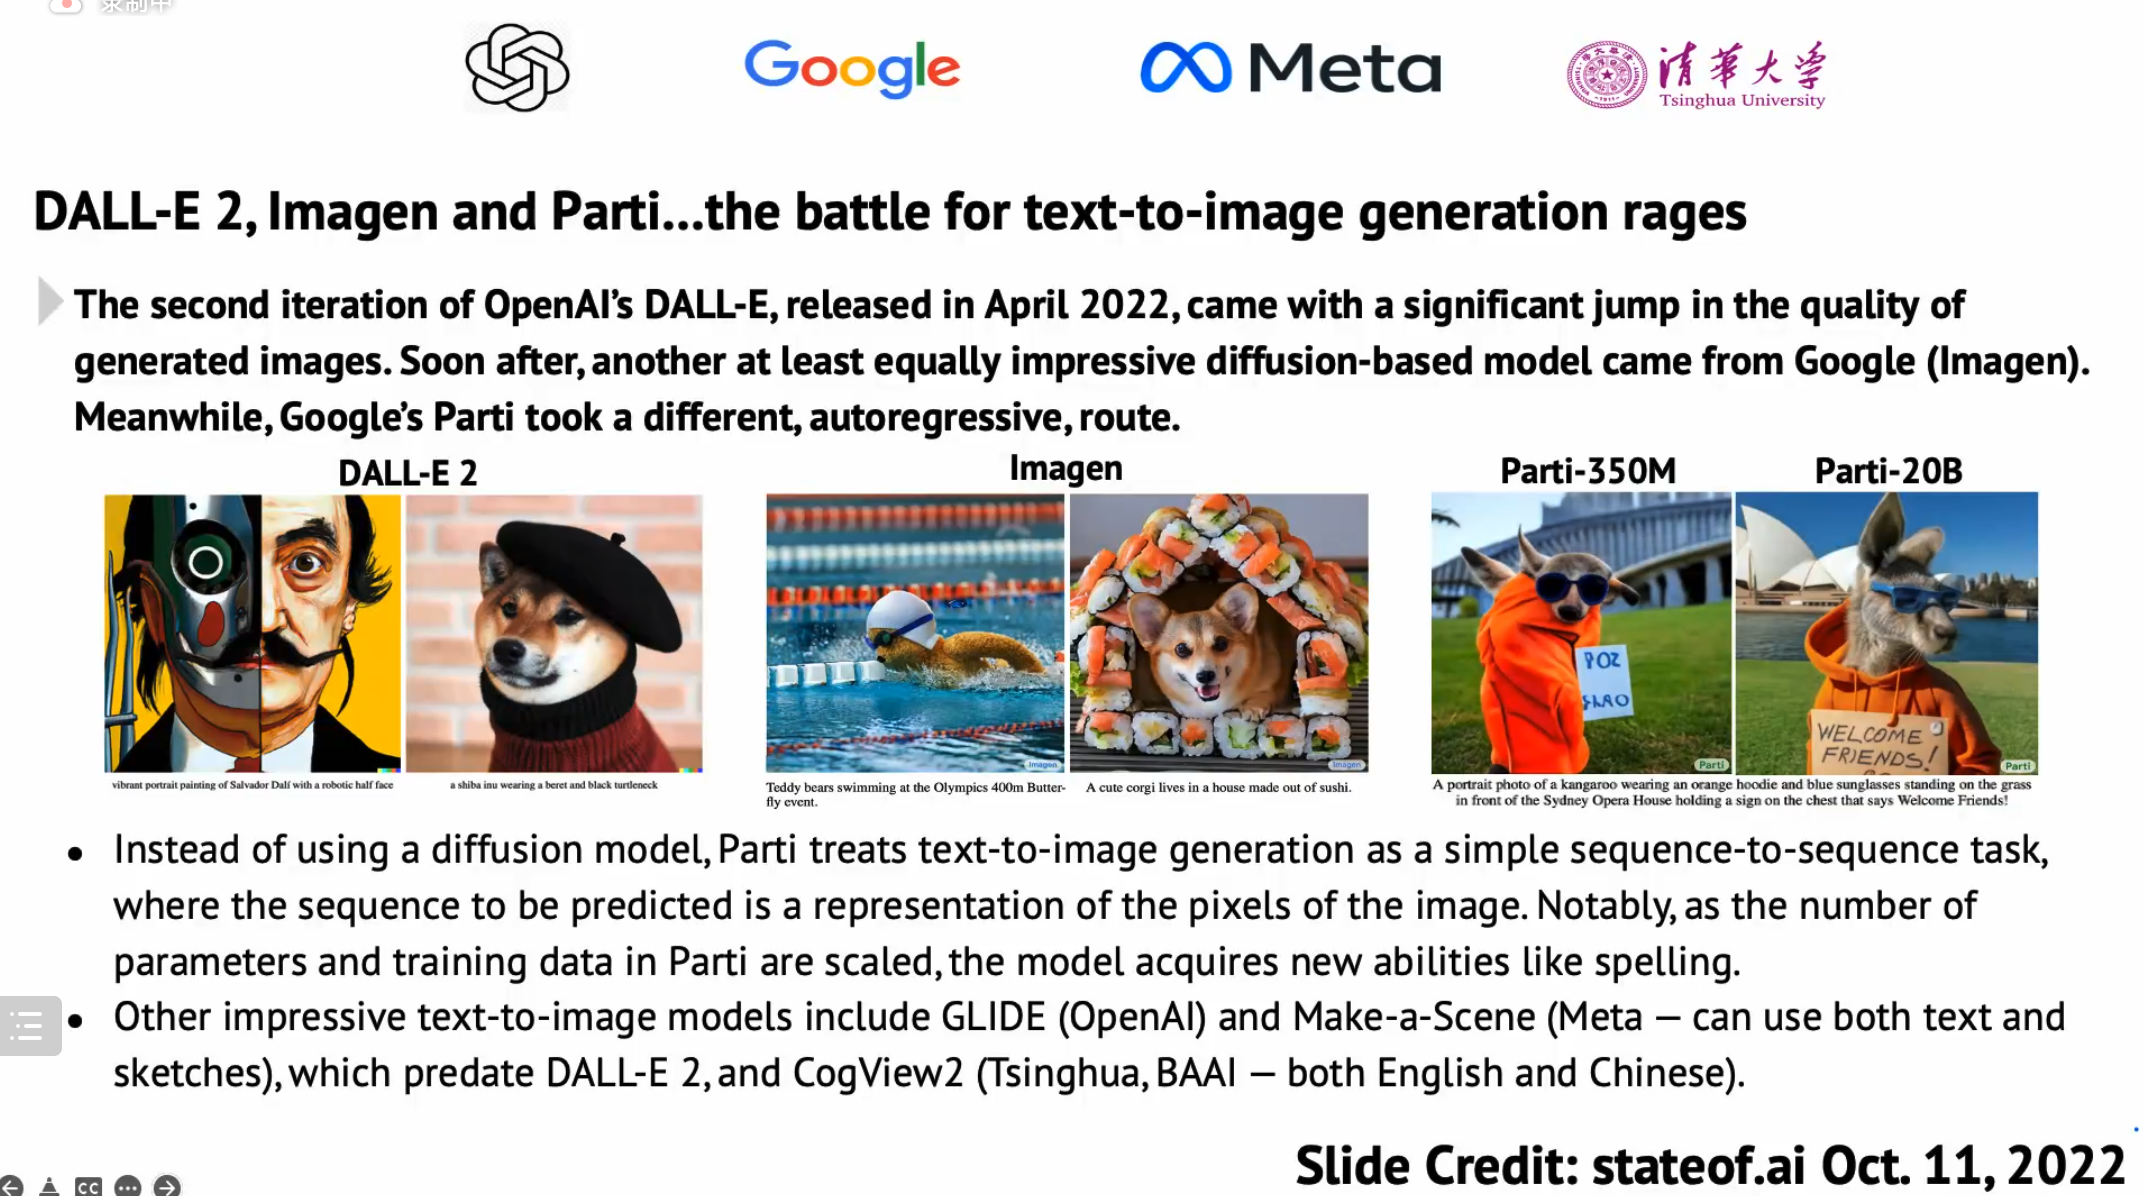 录制中
Google
Meta
清华大学
Tsinghua University
DALL-E 2, Imagen and Parti...the battle for text-to-image generation rages
The second iteration of OpenAI's DALL-E, released in April 2022, came with a significant jump in the quality of
generated images. Soon after, another at least equally impressive diffusion-based model came from Google (Imagen).
Meanwhile, Google's Parti took a different, autoregressive, route.
DALL-E 2
Imagen
Parti-350M
Parti-20B
POZ
WELCOME
FRIENDS!
Imagen
Imagen
Parti
Parti
vibrant portrait painting of Salvador Dalí with a robotic half face
a shiba inu wearing a beret and black turtleneck
Teddy bears swimming at the Olympics 400m Butter-
fly event.
A cute corgi lives in a house made out of sushi.
A portrait photo of a kangaroo wearing an orange hoodie and blue sunglasses standing on the grass
in front of the Sydney Opera House holding a sign on the chest that says Welcome Friends!
• Instead of using a diffusion model, Parti treats text-to-image generation as a simple sequence-to-sequence task,
where the sequence to be predicted is a representation of the pixels of the image. Notably, as the number of
parameters and training data in Parti are scaled, the model acquires new abilities like spelling.
• Other impressive text-to-image models include GLIDE (OpenAI) and Make-a-Scene (Meta — can use both text and
sketches), which predate DALL-E 2, and CogView2 (Tsinghua, BAAI — both English and Chinese).
Slide Credit: stateof.ai Oct. 11, 2022
CC